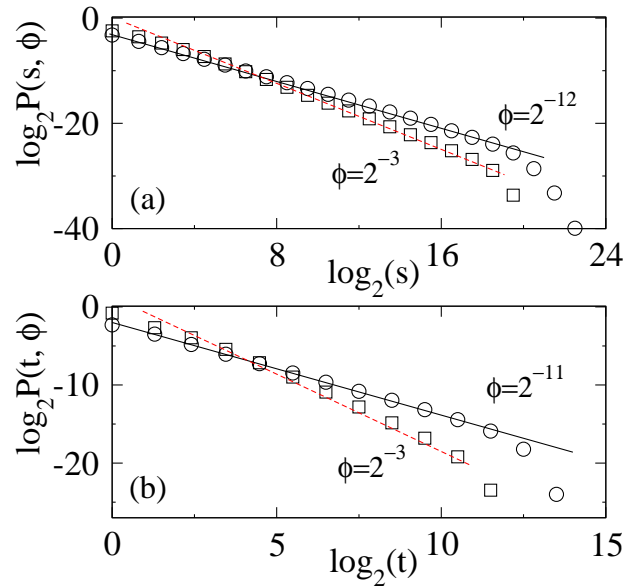 0
-20
-40
log₂P(s, ϕ)
(a)
ϕ=2⁻¹²
ϕ=2⁻³
0 8 16 24
log₂(s)
0
-10
-20
log₂P(t, ϕ)
(b)
ϕ=2⁻¹¹
ϕ=2⁻³
0 5 10 15
log₂(t)